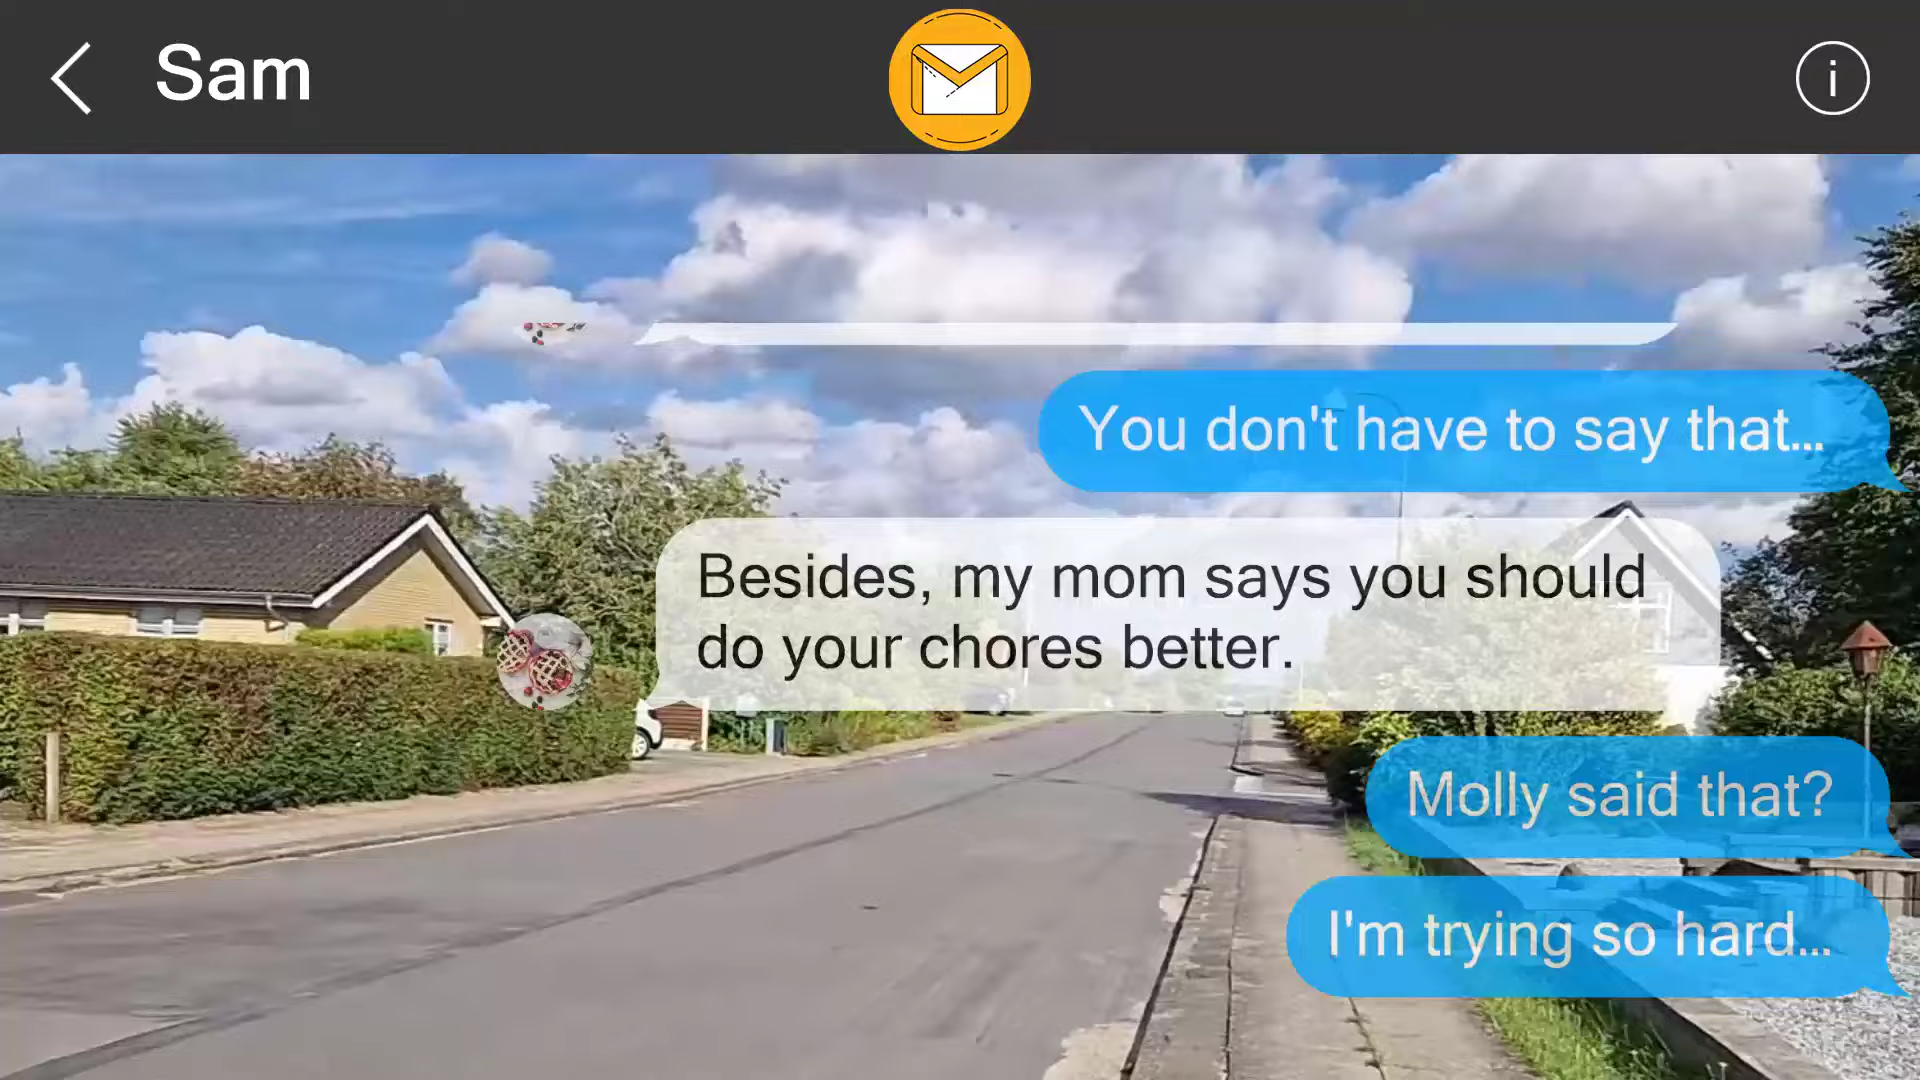 Sam
i
You don't have to say that...
Besides, my mom says you should
do your chores better.
Molly said that?
I'm trying so hard...